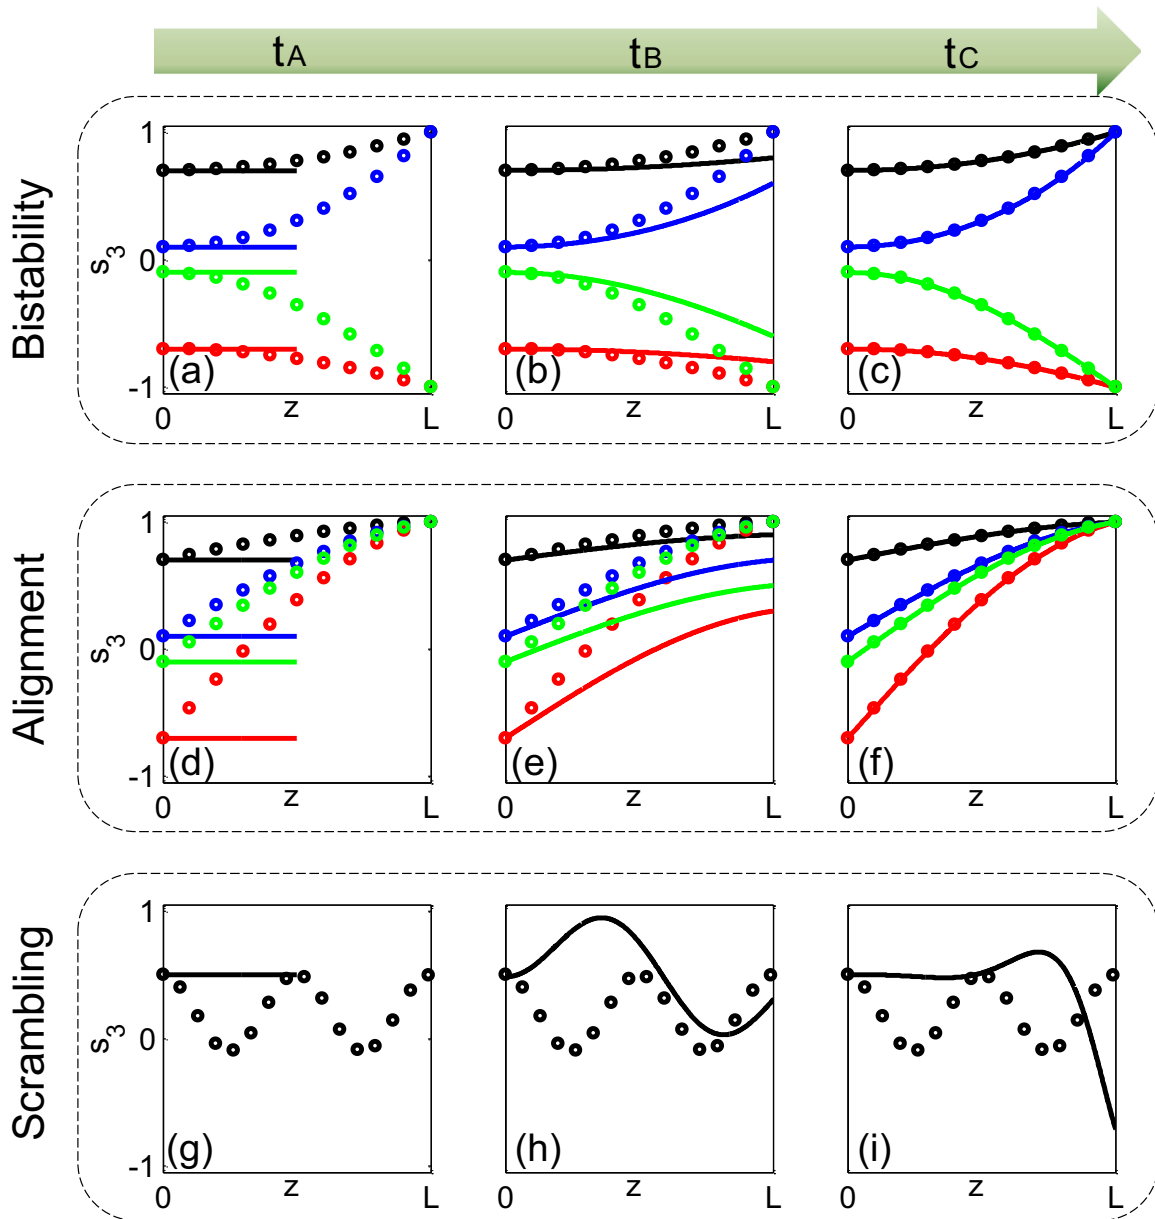 tA tB tC
Bistability
1
0
-1
s3
(a) (b) (c)
0 z L 0 z L 0 z L
Alignment
1
0
-1
s3
(d) (e) (f)
0 z L 0 z L 0 z L
Scrambling
1
0
-1
s3
(g) (h) (i)
0 z L 0 z L 0 z L